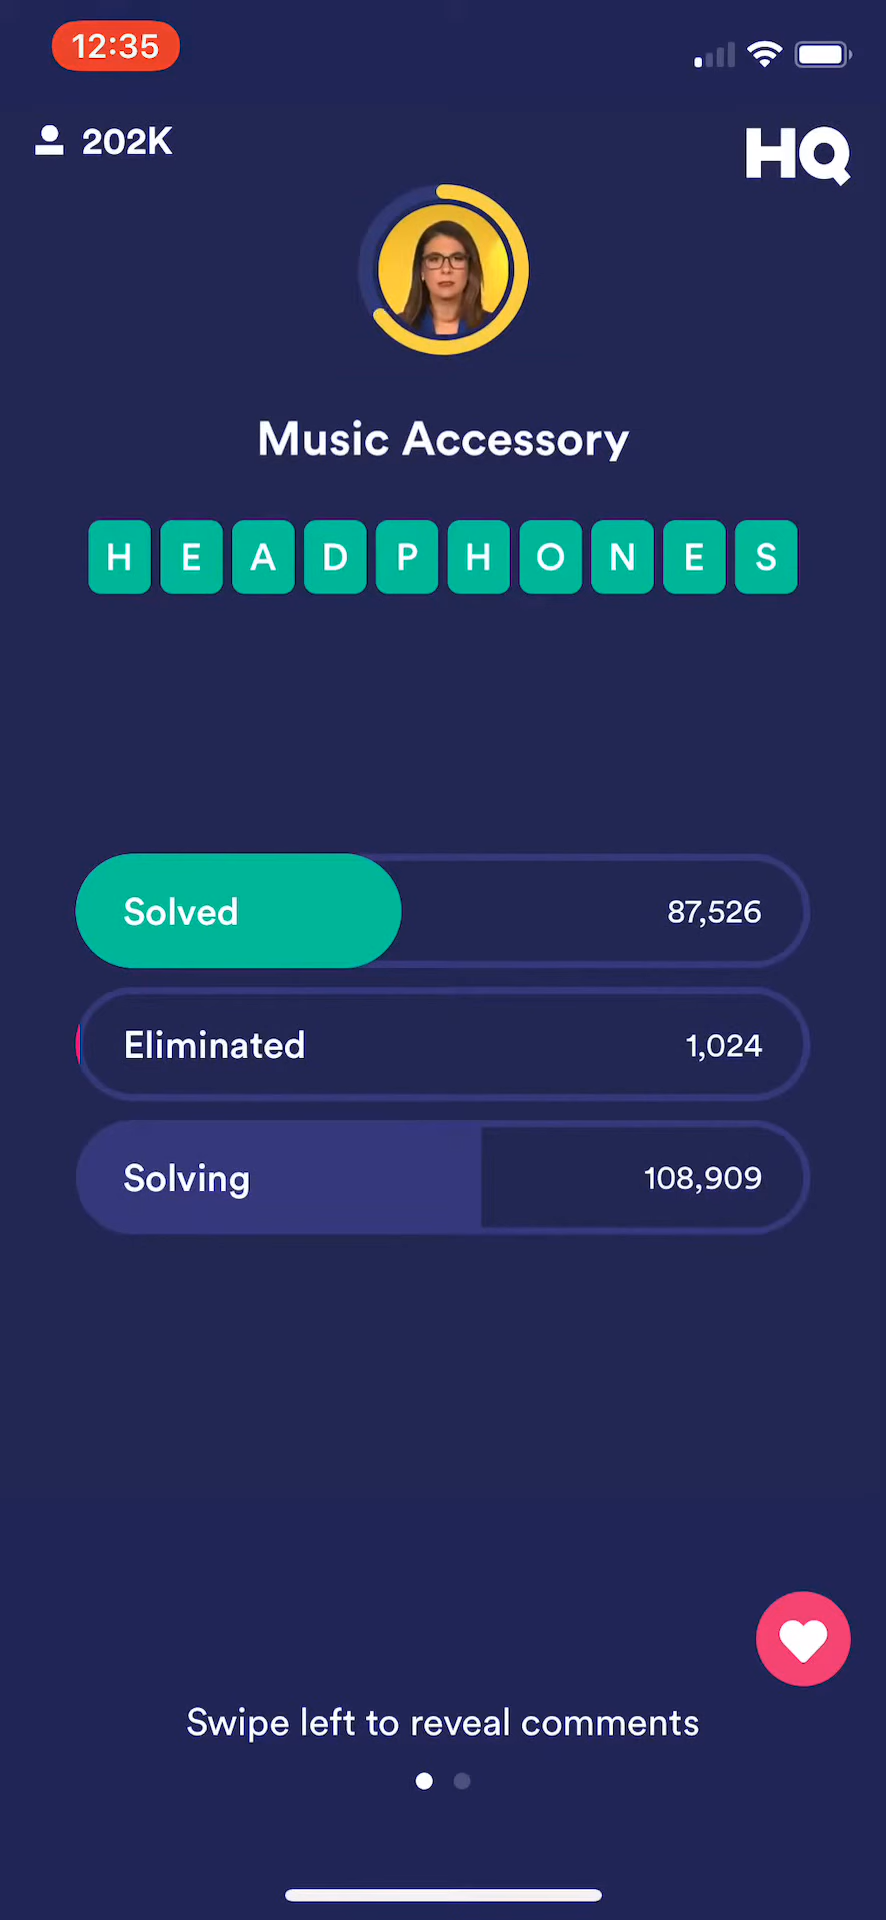 12:35
202K
HQ
Music Accessory
HEADPHONES
Solved 87,526
Eliminated 1,024
Solving 108,909
Swipe left to reveal comments